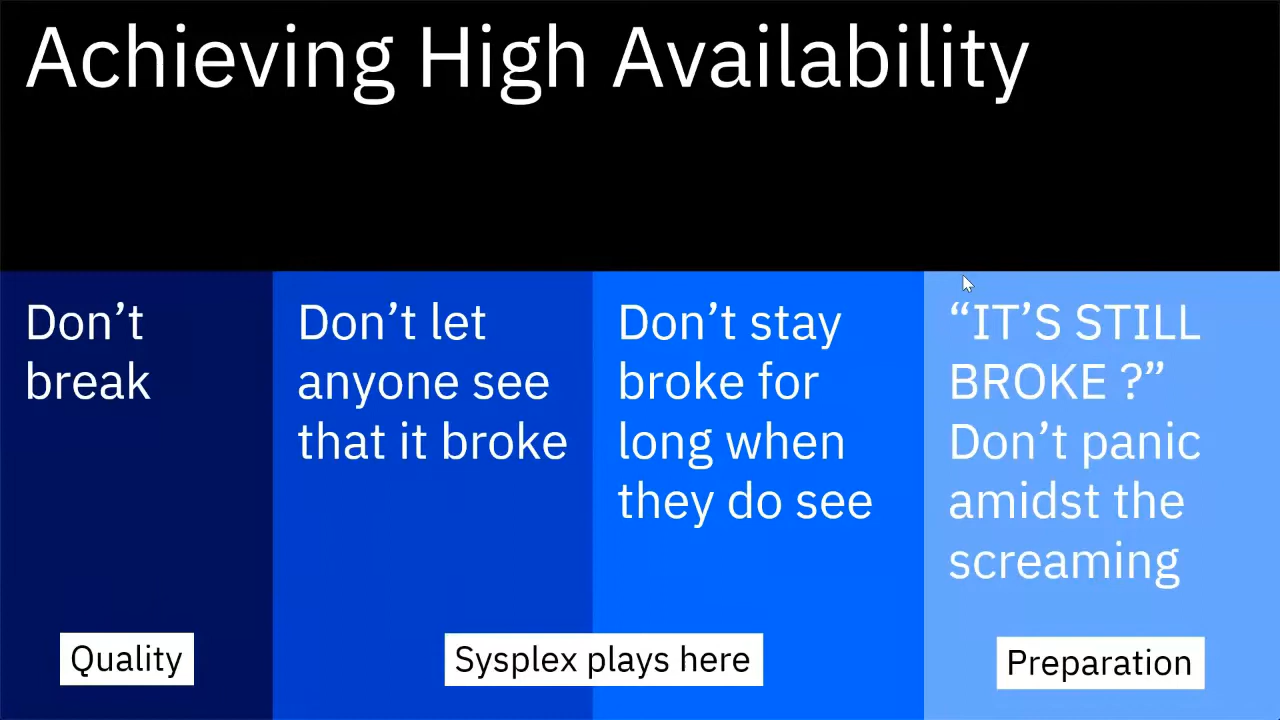 Achieving High Availability
Don’t
break
Don’t let
anyone see
that it broke
Don’t stay
broke for
long when
they do see
“IT’S STILL
BROKE ?”
Don’t panic
amidst the
screaming
Quality
Sysplex plays here
Preparation